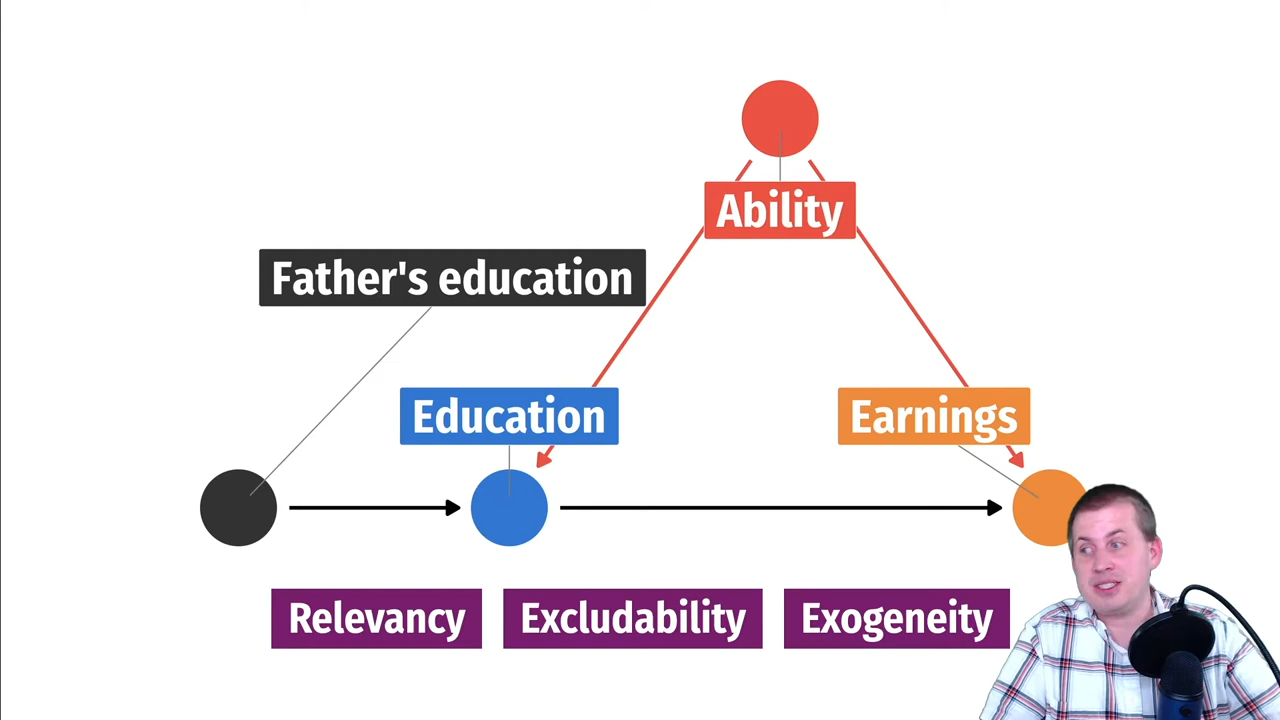 Ability
Father's education
Education
Earnings
Relevancy
Excludability
Exogeneity